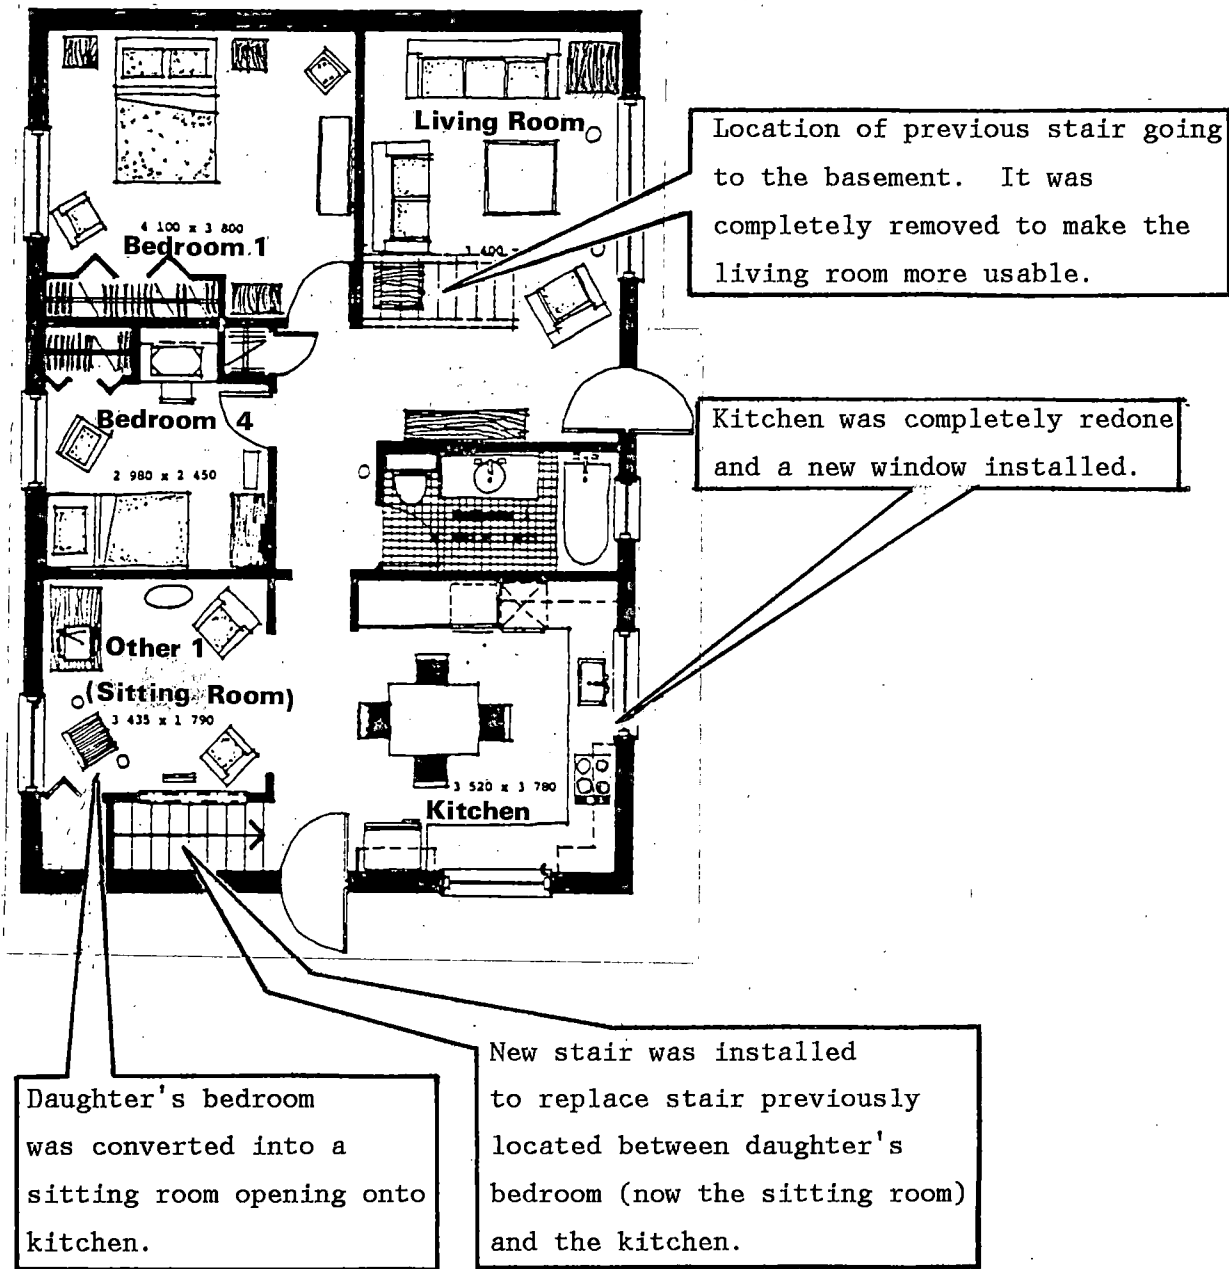 Living Room
4 100 x 3 800
Bedroom 1
3 400
Location of previous stair going
to the basement. It was
completely removed to make the
living room more usable.
Bedroom 4
2 980 x 2 450
Kitchen was completely redone
and a new window installed.
Other 1
(Sitting Room)
3 435 x 1 790
3 520 x 3 780
Kitchen
Daughter's bedroom
was converted into a
sitting room opening onto
kitchen.
New stair was installed
to replace stair previously
located between daughter's
bedroom (now the sitting room)
and the kitchen.